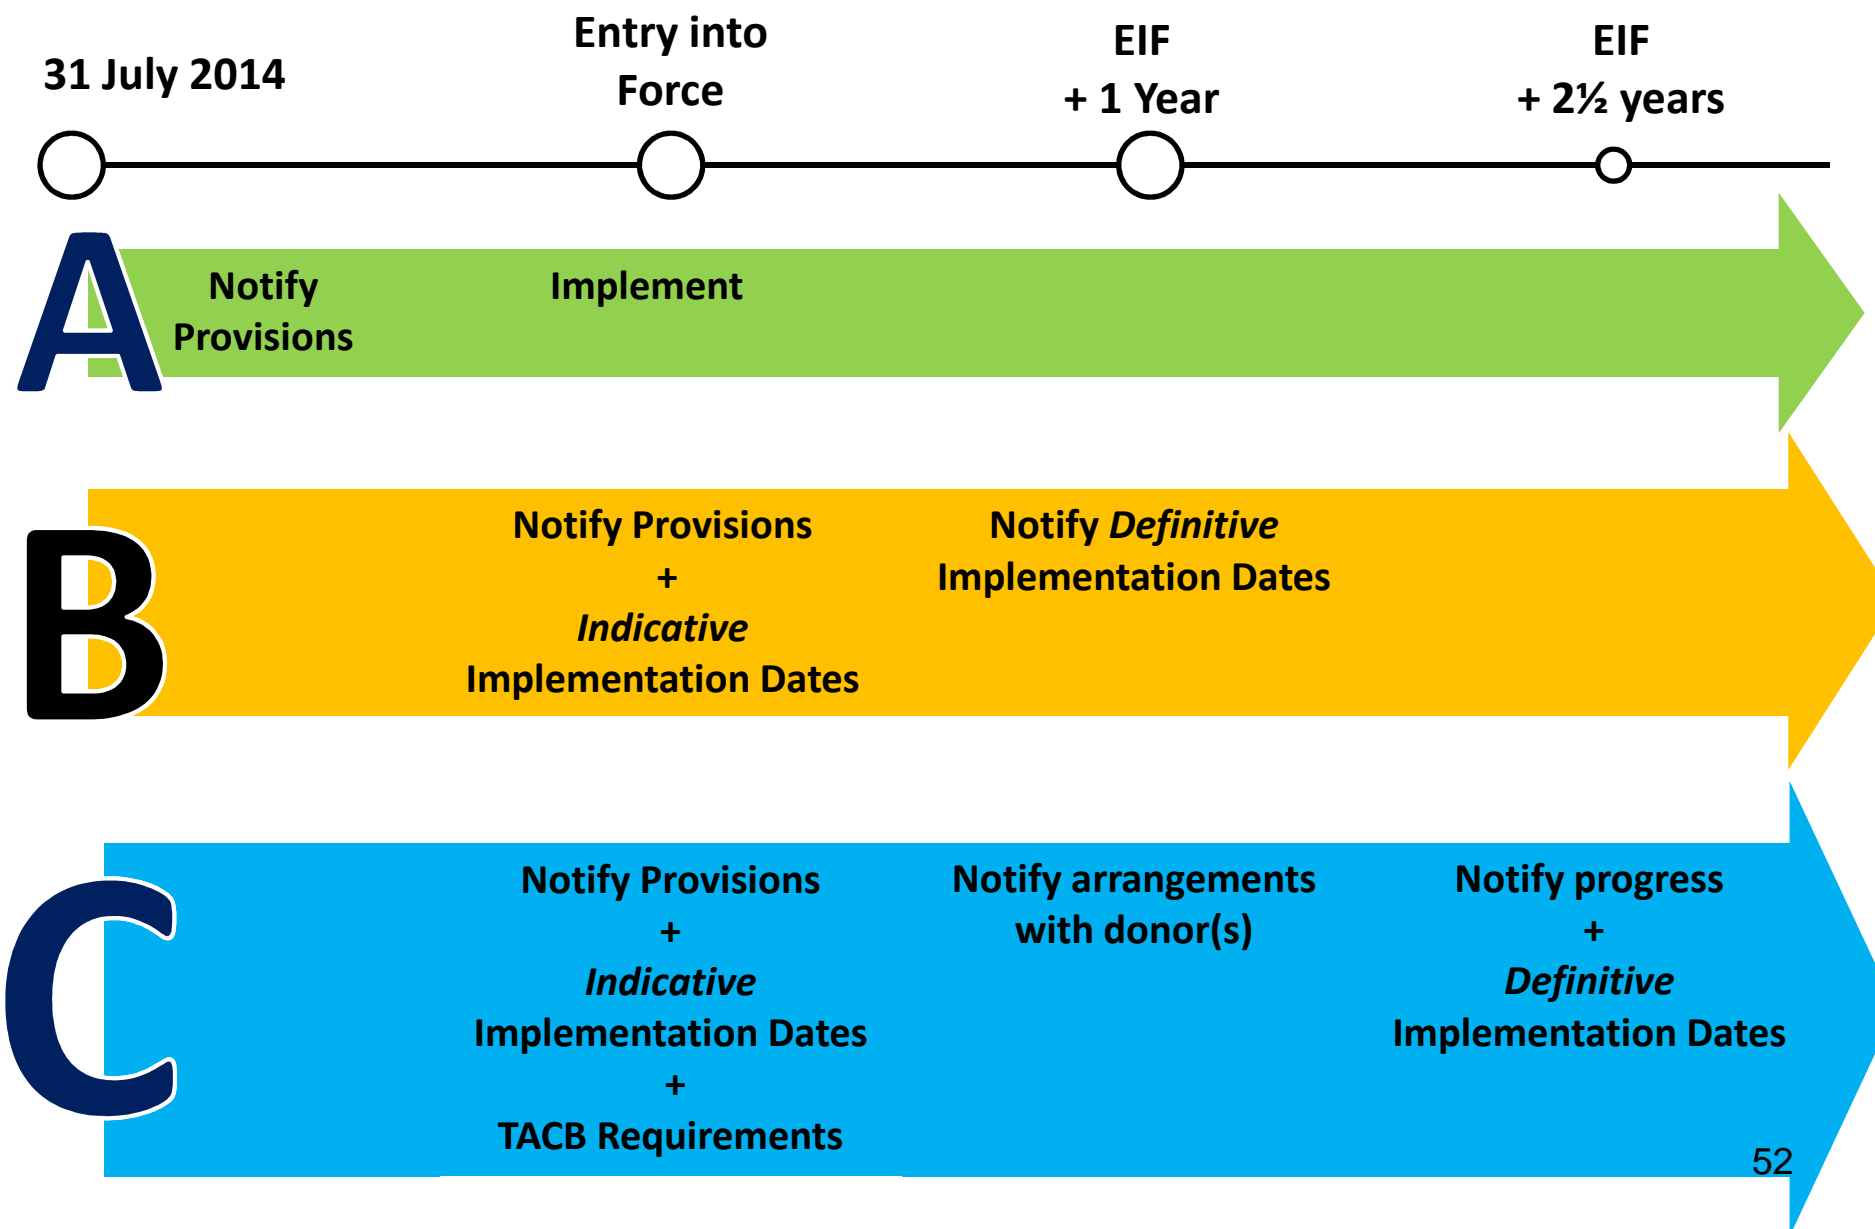 31 July 2014
Entry into
Force
EIF
+ 1 Year
EIF
+ 2½ years
A
Notify
Provisions
Implement
B
Notify Provisions
+
Indicative
Implementation Dates
Notify Definitive
Implementation Dates
C
Notify Provisions
+
Indicative
Implementation Dates
+
TACB Requirements
Notify arrangements
with donor(s)
Notify progress
+
Definitive
Implementation Dates
52